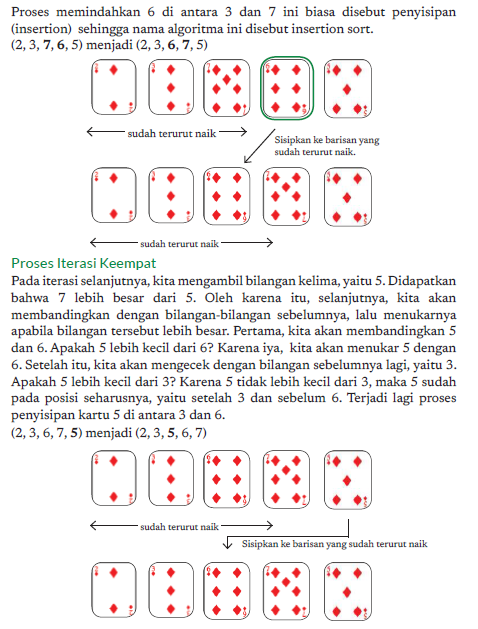 Proses memindahkan 6 di antara 3 dan 7 ini biasa disebut penyisipan
(insertion) sehingga nama algoritma ini disebut insertion sort.
(2, 3, 7, 6, 5) menjadi (2, 3, 6, 7, 5)
sudah terurut naik
Sisipkan ke barisan yang
sudah terurut naik.
sudah terurut naik
Proses Iterasi Keempat
Pada iterasi selanjutnya, kita mengambil bilangan kelima, yaitu 5. Didapatkan
bahwa 7 lebih besar dari 5. Oleh karena itu, selanjutnya, kita akan
membandingkan dengan bilangan-bilangan sebelumnya, lalu menukarnya
apabila bilangan tersebut lebih besar. Pertama, kita akan membandingkan 5
dan 6. Apakah 5 lebih kecil dari 6? Karena iya, kita akan menukar 5 dengan
6. Setelah itu, kita akan mengecek dengan bilangan sebelumnya lagi, yaitu 3.
Apakah 5 lebih kecil dari 3? Karena 5 tidak lebih kecil dari 3, maka 5 sudah
pada posisi seharusnya, yaitu setelah 3 dan sebelum 6. Terjadi lagi proses
penyisipan kartu 5 di antara 3 dan 6.
(2, 3, 6, 7, 5) menjadi (2, 3, 5, 6, 7)
sudah terurut naik
Sisipkan ke barisan yang sudah terurut naik